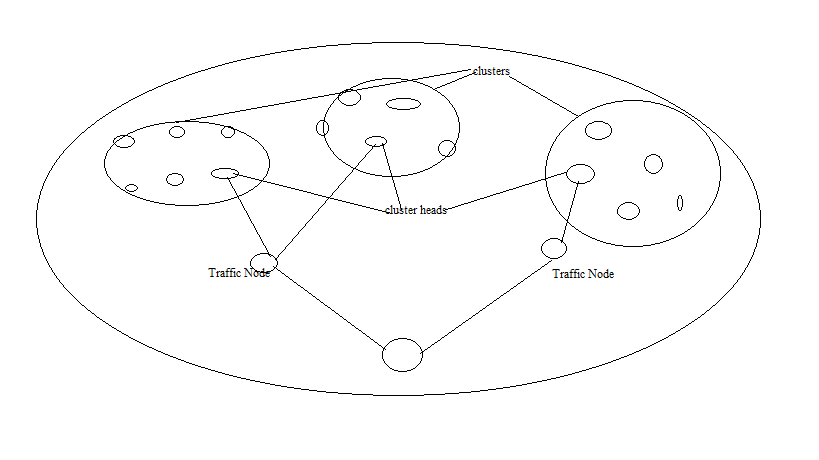 clusters
cluster heads
Traffic Node
Traffic Node